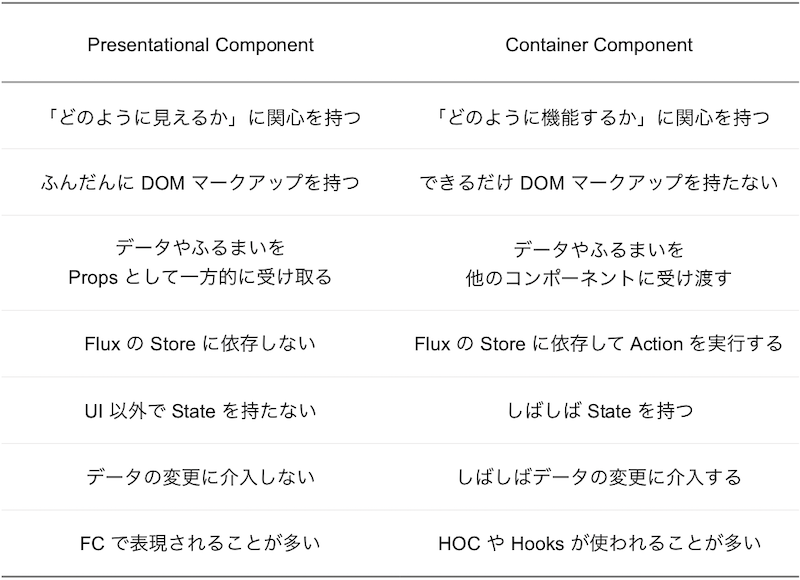 Presentational Component
Container Component
「どのように見えるか」に関心を持つ
「どのように機能するか」に関心を持つ
ふんだんに DOM マークアップを持つ
できるだけ DOM マークアップを持たない
データやふるまいを
Props として一方的に受け取る
データやふるまいを
他のコンポーネントに受け渡す
Flux の Store に依存しない
Flux の Store に依存して Action を実行する
UI 以外で State を持たない
しばしば State を持つ
データの変更に介入しない
しばしばデータの変更に介入する
FC で表現されることが多い
HOC や Hooks が使われることが多い